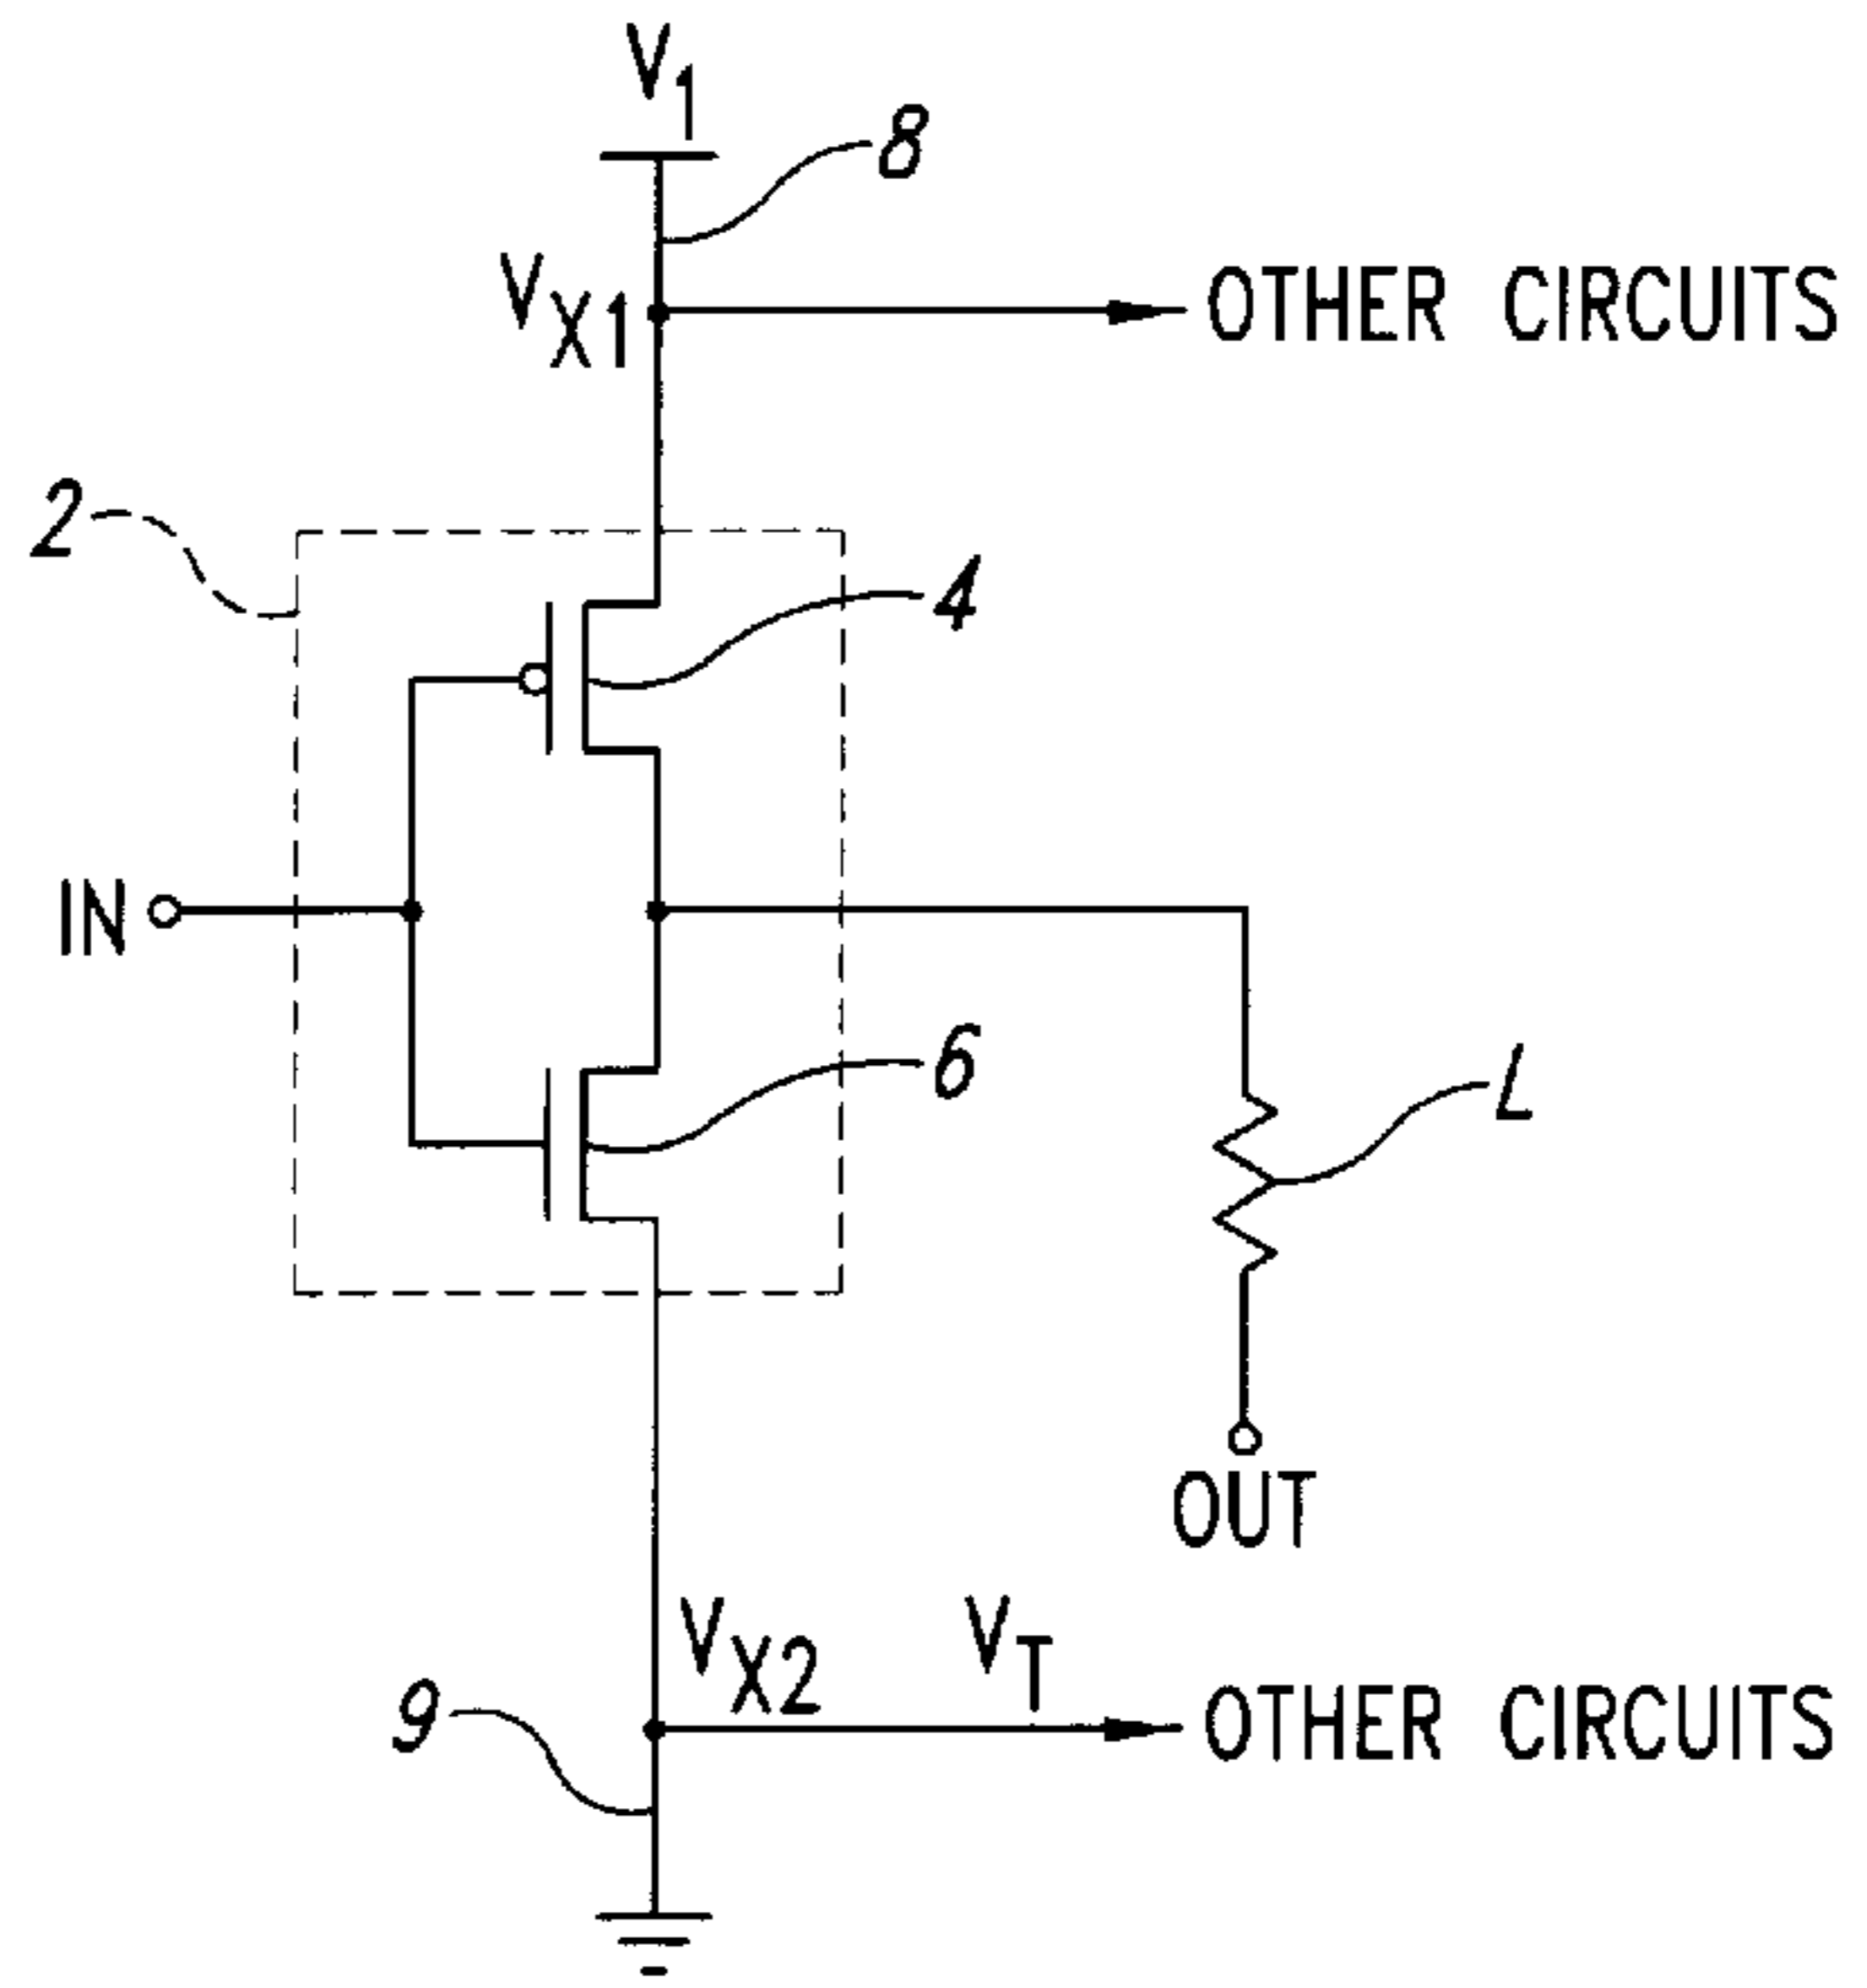 V1
8
VX1
OTHER CIRCUITS
2
4
IN
6
L
OUT
VX2
VT
9
OTHER CIRCUITS